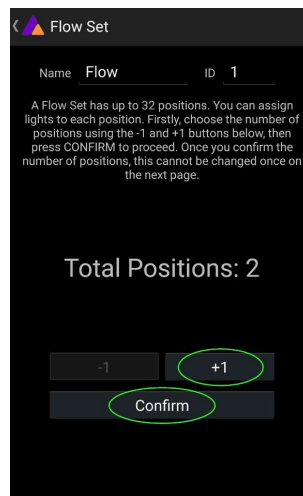 Flow Set
Name Flow ID 1
A Flow Set has up to 32 positions. You can assign
lights to each position. Firstly, choose the number of
positions using the -1 and +1 buttons below, then
press CONFIRM to proceed. Once you confirm the
number of positions, this cannot be changed once on
the next page.
Total Positions: 2
-1 +1
Confirm